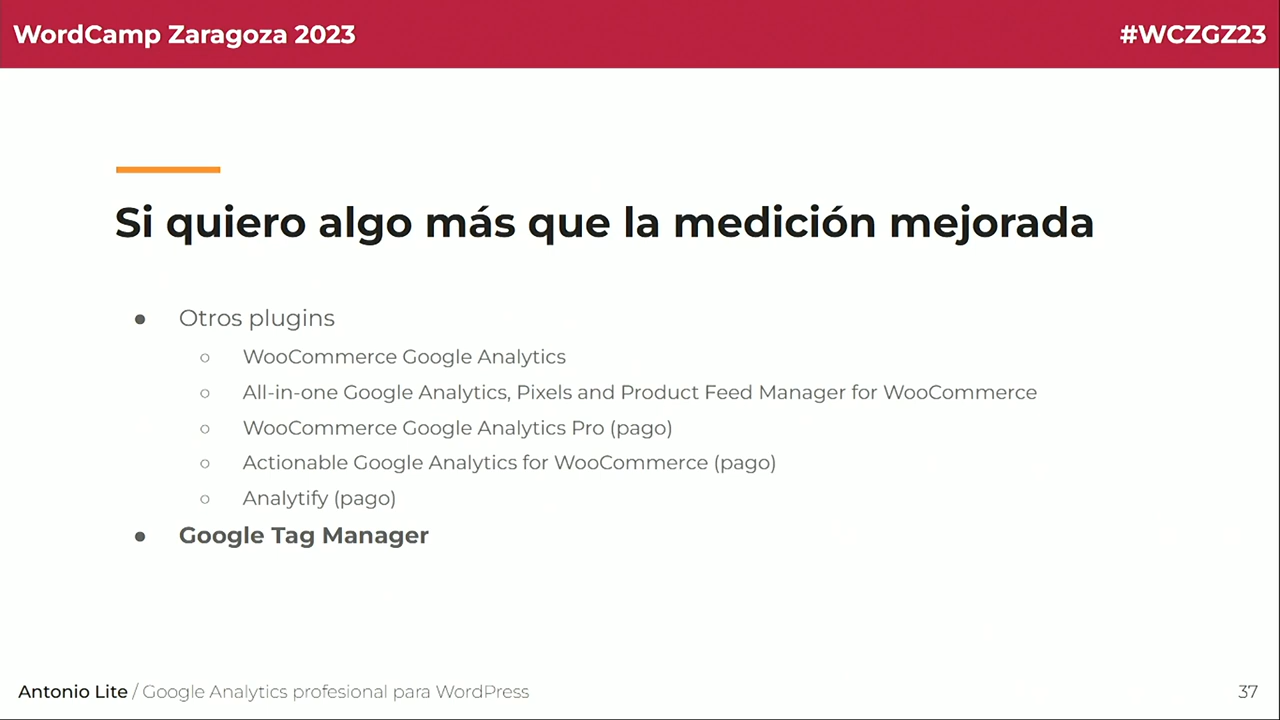 WordCamp Zaragoza 2023
#WCZGZ23
Si quiero algo más que la medición mejorada
● Otros plugins
○ WooCommerce Google Analytics
○ All-in-one Google Analytics, Pixels and Product Feed Manager for WooCommerce
○ WooCommerce Google Analytics Pro (pago)
○ Actionable Google Analytics for WooCommerce (pago)
○ Analytify (pago)
● Google Tag Manager
Antonio Lite / Google Analytics profesional para WordPress
37